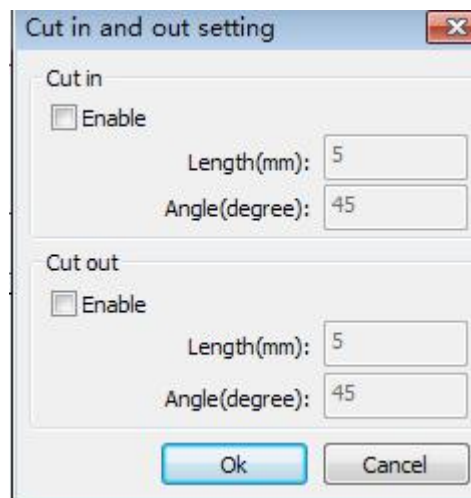 Cut in and out setting
Cut in
Enable
Length(mm): 5
Angle(degree): 45
Cut out
Enable
Length(mm): 5
Angle(degree): 45
Ok Cancel